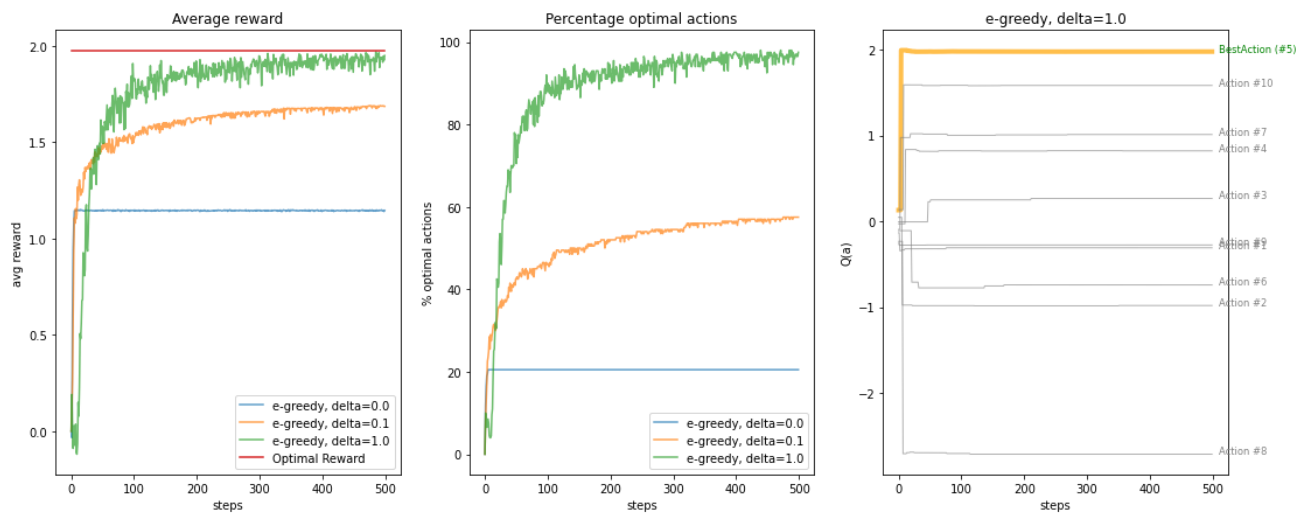 Average reward
2.0
1.5
1.0
0.5
0.0
avg reward
0
100
200
300
400
500
steps
e-greedy, delta=0.0
e-greedy, delta=0.1
e-greedy, delta=1.0
Optimal Reward
Percentage optimal actions
100
80
60
40
20
0
% optimal actions
0
100
200
300
400
500
steps
e-greedy, delta=0.0
e-greedy, delta=0.1
e-greedy, delta=1.0
e-greedy, delta=1.0
2
1
0
−1
−2
Q(a)
0
100
200
300
400
500
steps
BestAction (#5)
Action #10
Action #7
Action #4
Action #3
Action #9
Action #1
Action #6
Action #2
Action #8